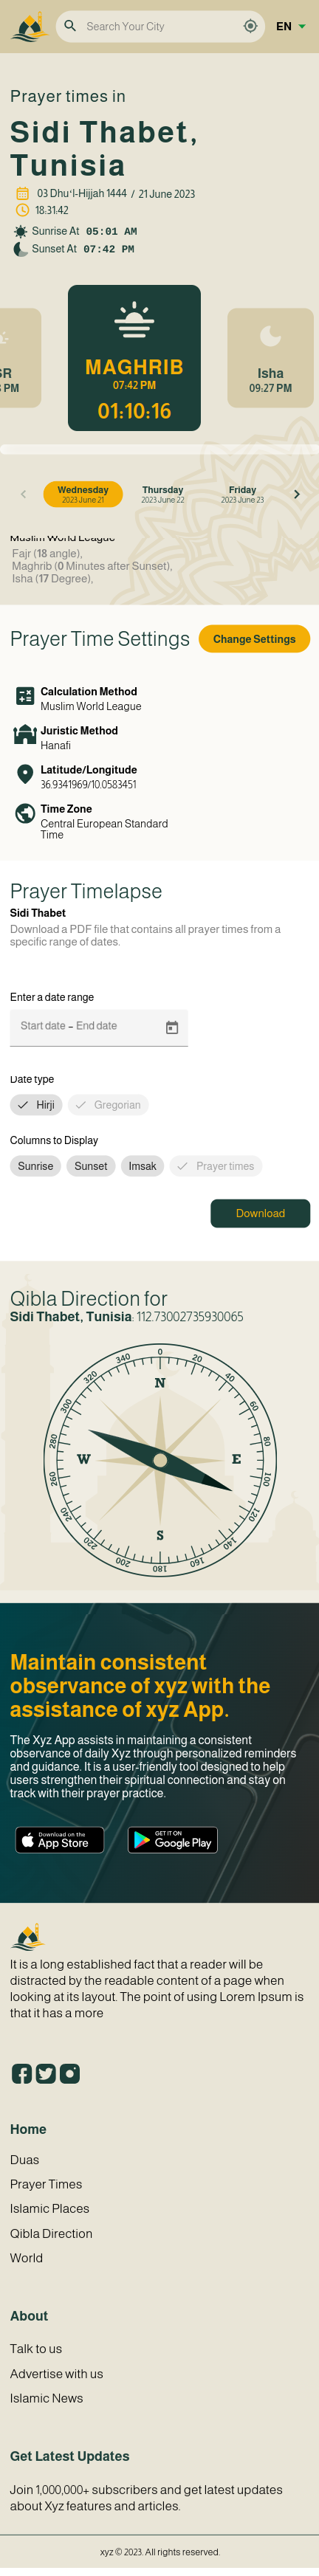 Search Your City
EN
Prayer times in
Sidi Thabet,
Tunisia
03 Dhuʻl-Hijjah 1444 / 21 June 2023
18:31:42
Sunrise At 05:01 AM
Sunset At 07:42 PM
MAGHRIB
07:42 PM
01:10:16
Isha
09:27 PM
Wednesday
2023 June 21
Thursday
2023 June 22
Friday
2023 June 23
Muslim World League
Fajr (18 angle),
Maghrib (0 Minutes after Sunset),
Isha (17 Degree),
Prayer Time Settings
Change Settings
Calculation Method
Muslim World League
Juristic Method
Hanafi
Latitude/Longitude
36.9341969/10.0583451
Time Zone
Central European Standard
Time
Prayer Timelapse
Sidi Thabet
Download a PDF file that contains all prayer times from a
specific range of dates.
Enter a date range
Start date – End date
Date type
Hirji
Gregorian
Columns to Display
Sunrise
Sunset
Imsak
Prayer times
Download
Qibla Direction for
Sidi Thabet, Tunisia: 112.73002735930065
0
20
40
60
80
100
120
140
160
180
200
220
240
260
280
300
320
340
N
E
S
W
Maintain consistent
observance of xyz with the
assistance of xyz App.
The Xyz App assists in maintaining a consistent
observance of daily Xyz through personalized reminders
and guidance. It is a user-friendly tool designed to help
users strengthen their spiritual connection and stay on
track with their prayer practice.
Download on the
App Store
GET IT ON
Google Play
It is a long established fact that a reader will be
distracted by the readable content of a page when
looking at its layout. The point of using Lorem Ipsum is
that it has a more
Home
Duas
Prayer Times
Islamic Places
Qibla Direction
World
About
Talk to us
Advertise with us
Islamic News
Get Latest Updates
Join 1,000,000+ subscribers and get latest updates
about Xyz features and articles.
xyz © 2023. All rights reserved.